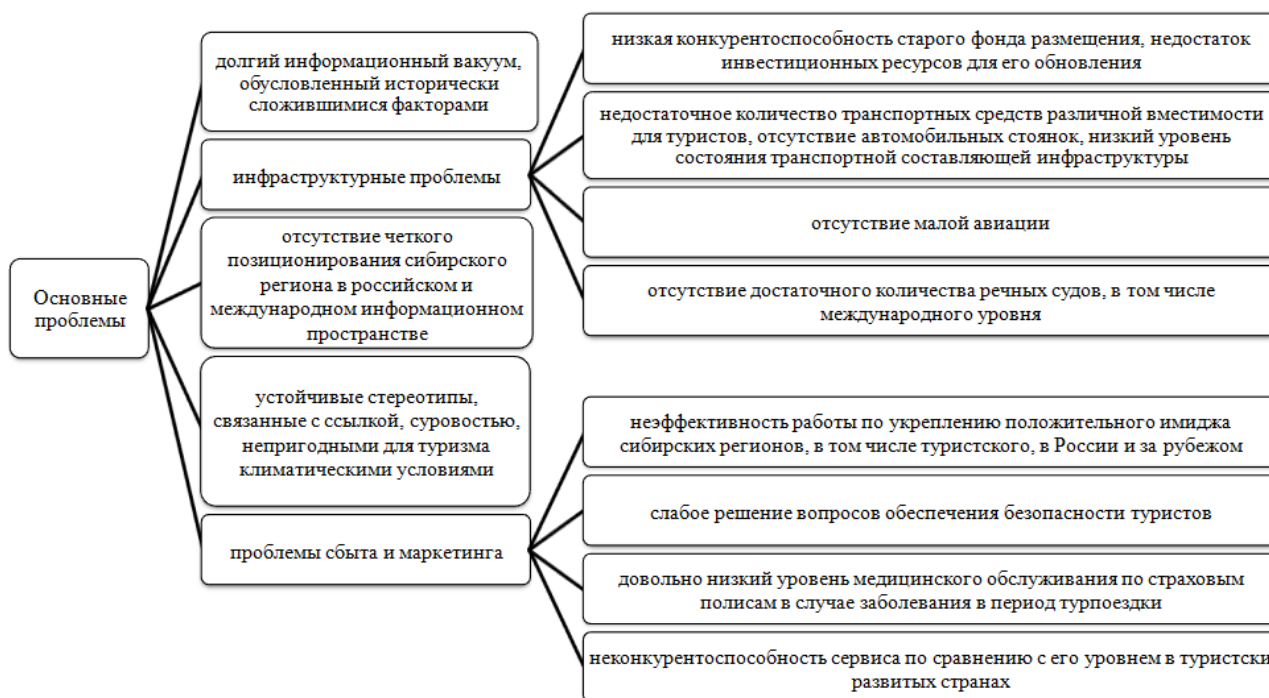 Основные
проблемы
долгий информационный вакуум,
обусловленный исторически
сложившимися факторами
инфраструктурные проблемы
низкая конкурентоспособность старого фонда размещения, недостаток
инвестиционных ресурсов для его обновления
недостаточное количество транспортных средств различной вместимости
для туристов, отсутствие автомобильных стоянок, низкий уровень
состояния транспортной составляющей инфраструктуры
отсутствие малой авиации
отсутствие достаточного количества речных судов, в том числе
международного уровня
отсутствие четкого
позиционирования сибирского
региона в российском и
международном информационном
пространстве
устойчивые стереотипы,
связанные с ссылкой, суровостью,
непригодными для туризма
климатическими условиями
проблемы сбыта и маркетинга
неэффективность работы по укреплению положительного имиджа
сибирских регионов, в том числе туристского, в России и за рубежом
слабое решение вопросов обеспечения безопасности туристов
довольно низкий уровень медицинского обслуживания по страховым
полисам в случае заболевания в период турпоездки
неконкурентоспособность сервиса по сравнению с его уровнем в туристски
развитых странах